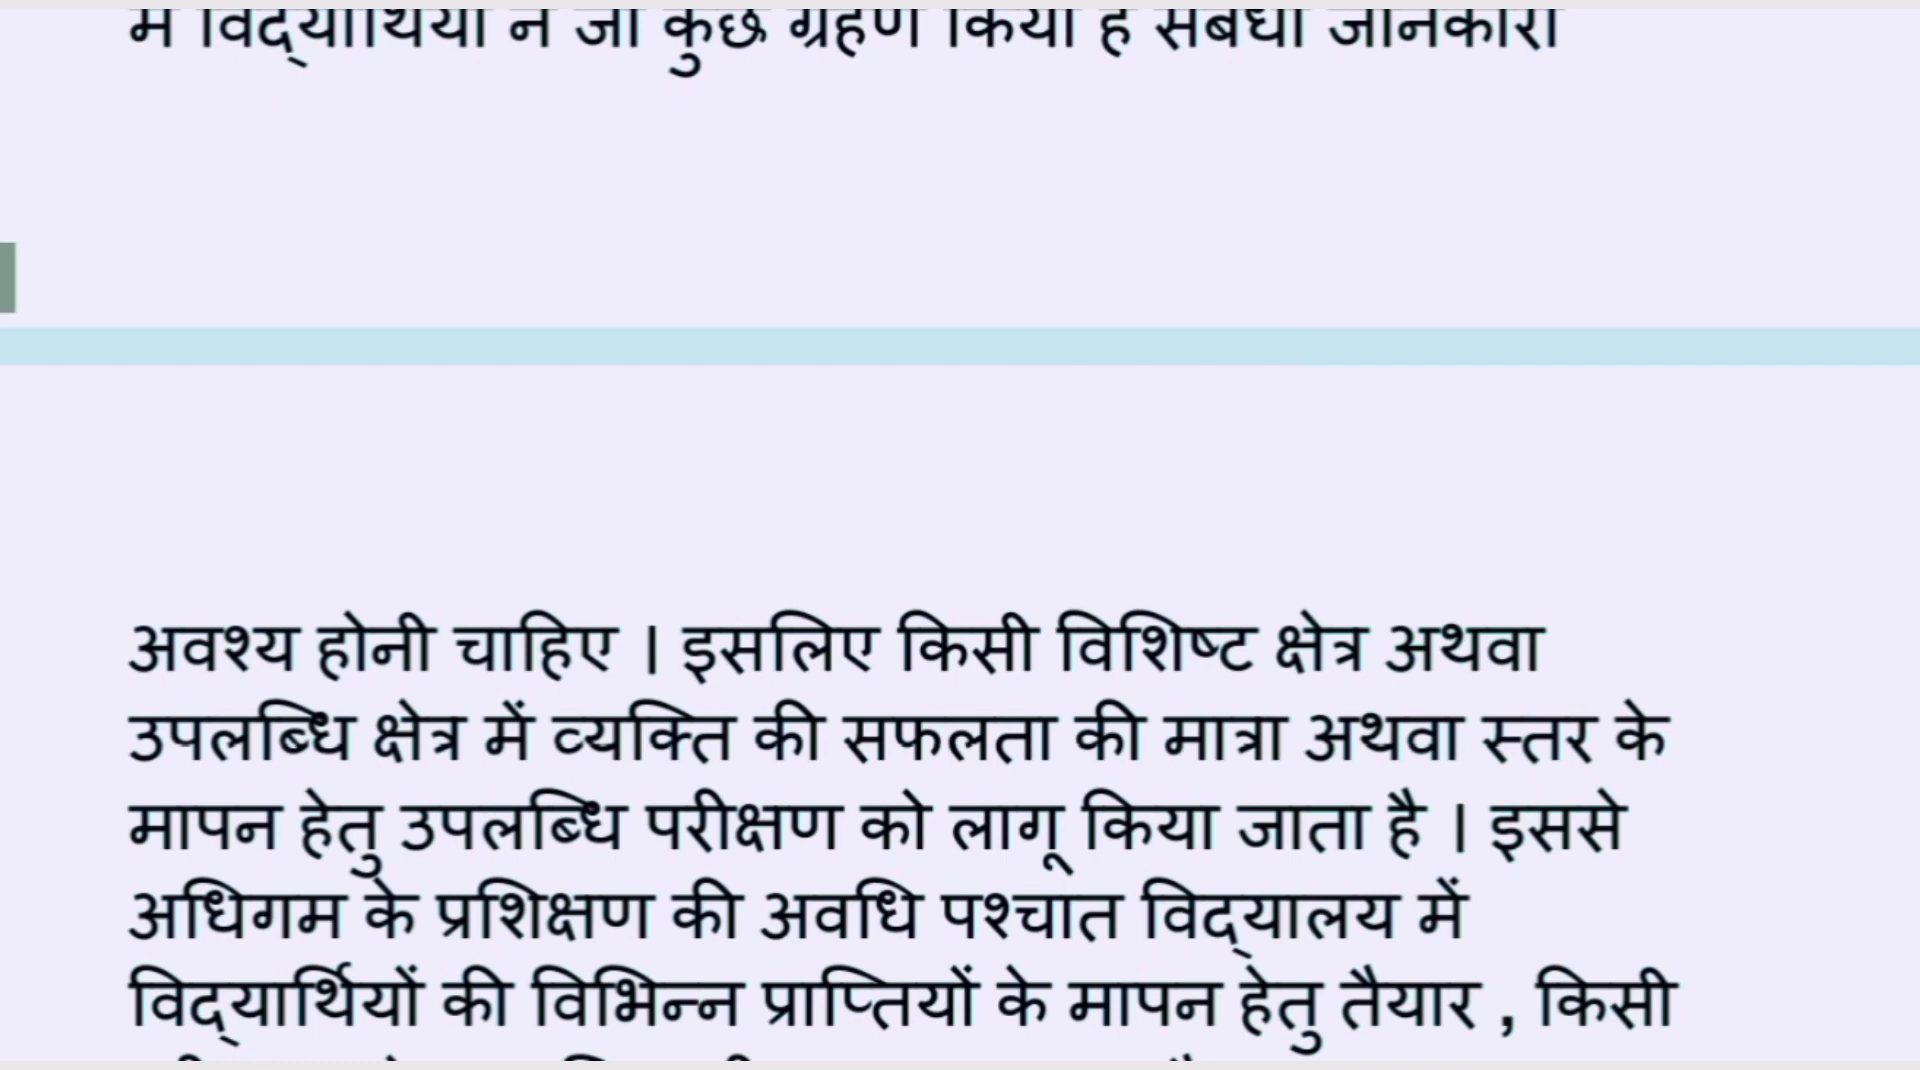 में विद्यार्थियों ने जो कुछ ग्रहण किया है संबंधी जानकारी
अवश्य होनी चाहिए । इसलिए किसी विशिष्ट क्षेत्र अथवा
उपलब्धि क्षेत्र में व्यक्ति की सफलता की मात्रा अथवा स्तर के
मापन हेतु उपलब्धि परीक्षण को लागू किया जाता है । इससे
अधिगम के प्रशिक्षण की अवधि पश्चात विद्यालय में
विद्यार्थियों की विभिन्न प्राप्तियों के मापन हेतु तैयार , किसी